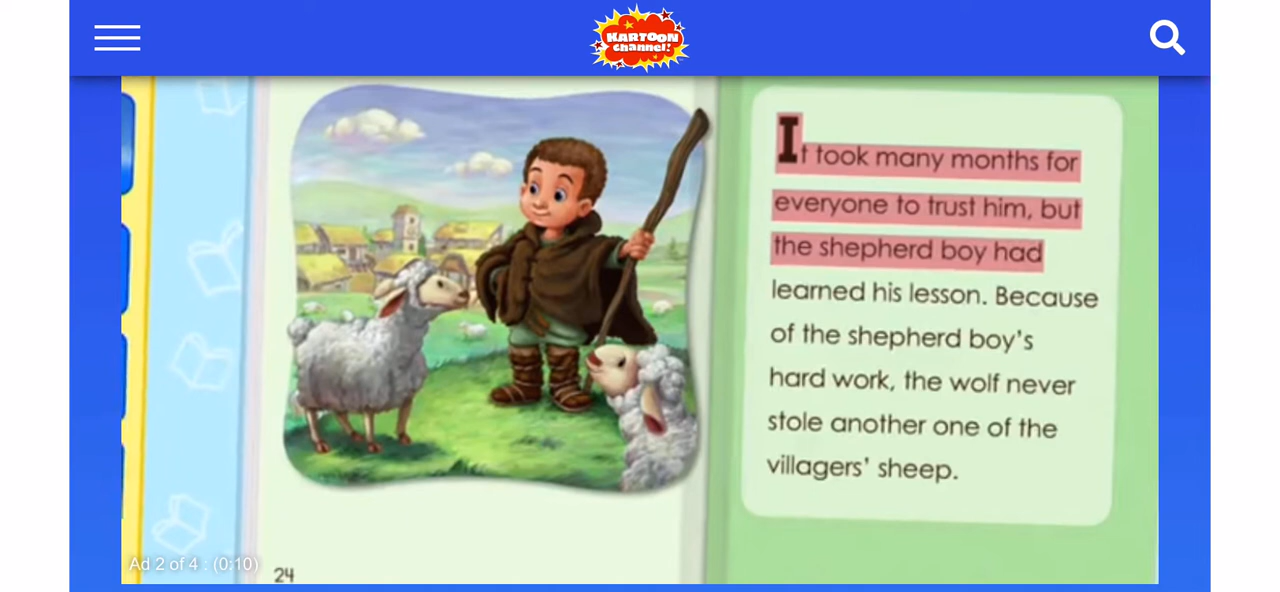 KARTOON
Channel!
It took many months for
everyone to trust him, but
the shepherd boy had
learned his lesson. Because
of the shepherd boy's
hard work, the wolf never
stole another one of the
villagers' sheep.
Ad 2 of 4 : (0:10)
24